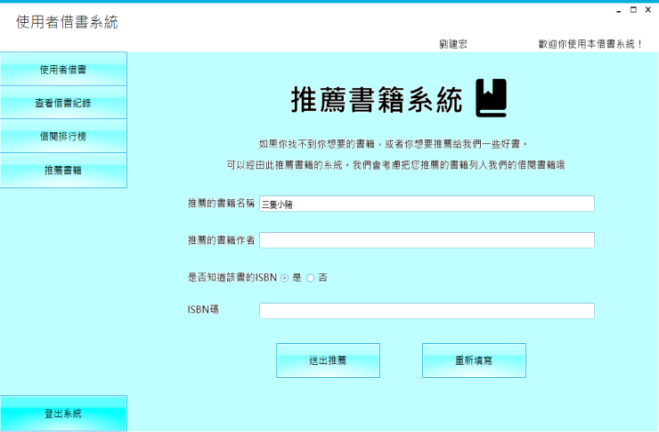 使用者借書系統
劉建宏 歡迎你使用本借書系統！
使用者借書
查看借書紀錄
借閱排行榜
推薦書籍
推薦書籍系統
如果你找不到你想要的書籍，或者你想要推薦給我們一些好書。
可以經由此推薦書籍的系統。我們會考慮把您推薦的書籍列入我們的借閱書籍哦
推薦的書籍名稱 三隻小豬
推薦的書籍作者
是否知道該書的ISBN 是 否
ISBN碼
送出推薦 重新填寫
登出系統